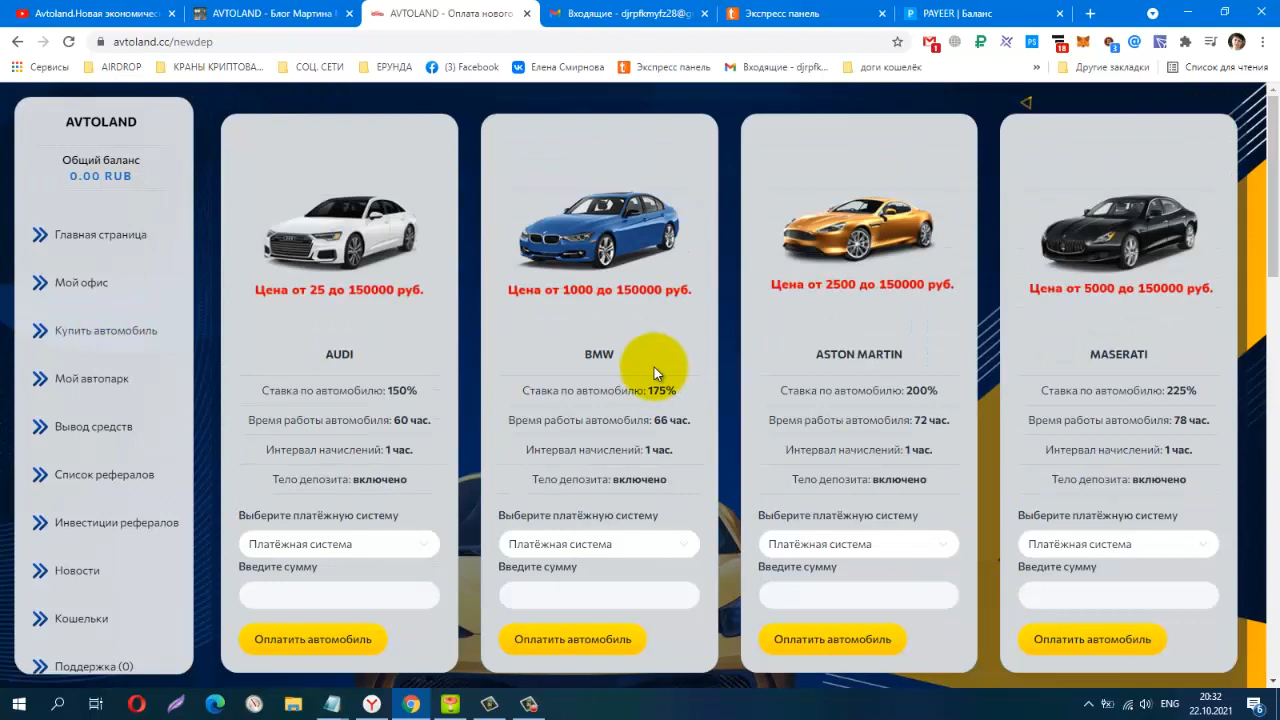 Avtoland.Новая экономичес
AVTOLAND - Блог Мартина
AVTOLAND - Оплата нового
Входящие - djrpfkmyfz28@g
Экспресс панель
PAYEER | Баланс
avtoland.cc/newdep
Сервисы
AIRDROP
КРАНЫ КРИПТОВА...
СОЦ. СЕТИ
ЕРУНДА
(3) Facebook
Елена Смирнова
Экспресс панель
Входящие - djrpfk...
доги кошелёк
»
Другие закладки
Список для чтения
AVTOLAND
Общий баланс
0.00 RUB
Главная страница
Мой офис
Купить автомобиль
Мой автопарк
Вывод средств
Список рефералов
Инвестиции рефералов
Новости
Кошельки
Поддержка (0)
Цена от 25 до 150000 руб.
AUDI
Ставка по автомобилю: 150%
Время работы автомобиля: 60 час.
Интервал начислений: 1 час.
Тело депозита: включено
Выберите платёжную систему
Платёжная система
Введите сумму
Оплатить автомобиль
Цена от 1000 до 150000 руб.
BMW
Ставка по автомобилю: 175%
Время работы автомобиля: 66 час.
Интервал начислений: 1 час.
Тело депозита: включено
Выберите платёжную систему
Платёжная система
Введите сумму
Оплатить автомобиль
Цена от 2500 до 150000 руб.
ASTON MARTIN
Ставка по автомобилю: 200%
Время работы автомобиля: 72 час.
Интервал начислений: 1 час.
Тело депозита: включено
Выберите платёжную систему
Платёжная система
Введите сумму
Оплатить автомобиль
Цена от 5000 до 150000 руб.
MASERATI
Ставка по автомобилю: 225%
Время работы автомобиля: 78 час.
Интервал начислений: 1 час.
Тело депозита: включено
Выберите платёжную систему
Платёжная система
Введите сумму
Оплатить автомобиль
ENG
20:32
22.10.2021